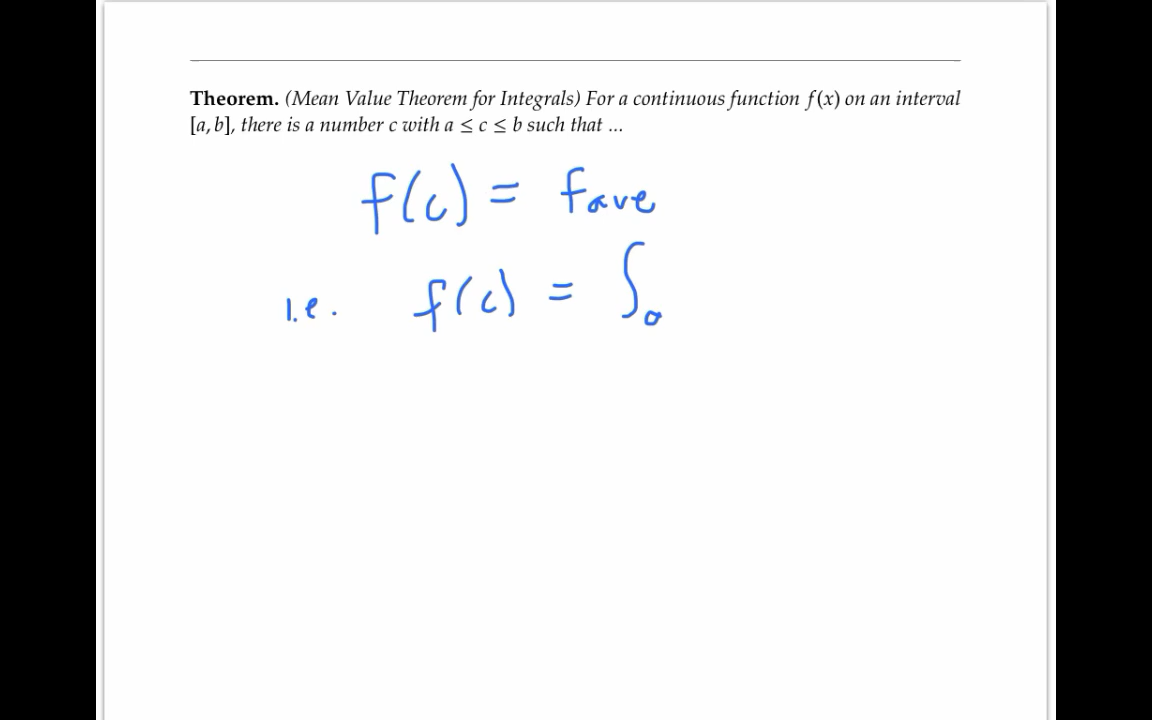 Theorem. (Mean Value Theorem for Integrals) For a continuous function f(x) on an interval
[a, b], there is a number c with a ≤ c ≤ b such that ...
f(c) = fave
i.e. f(c) = ∫a